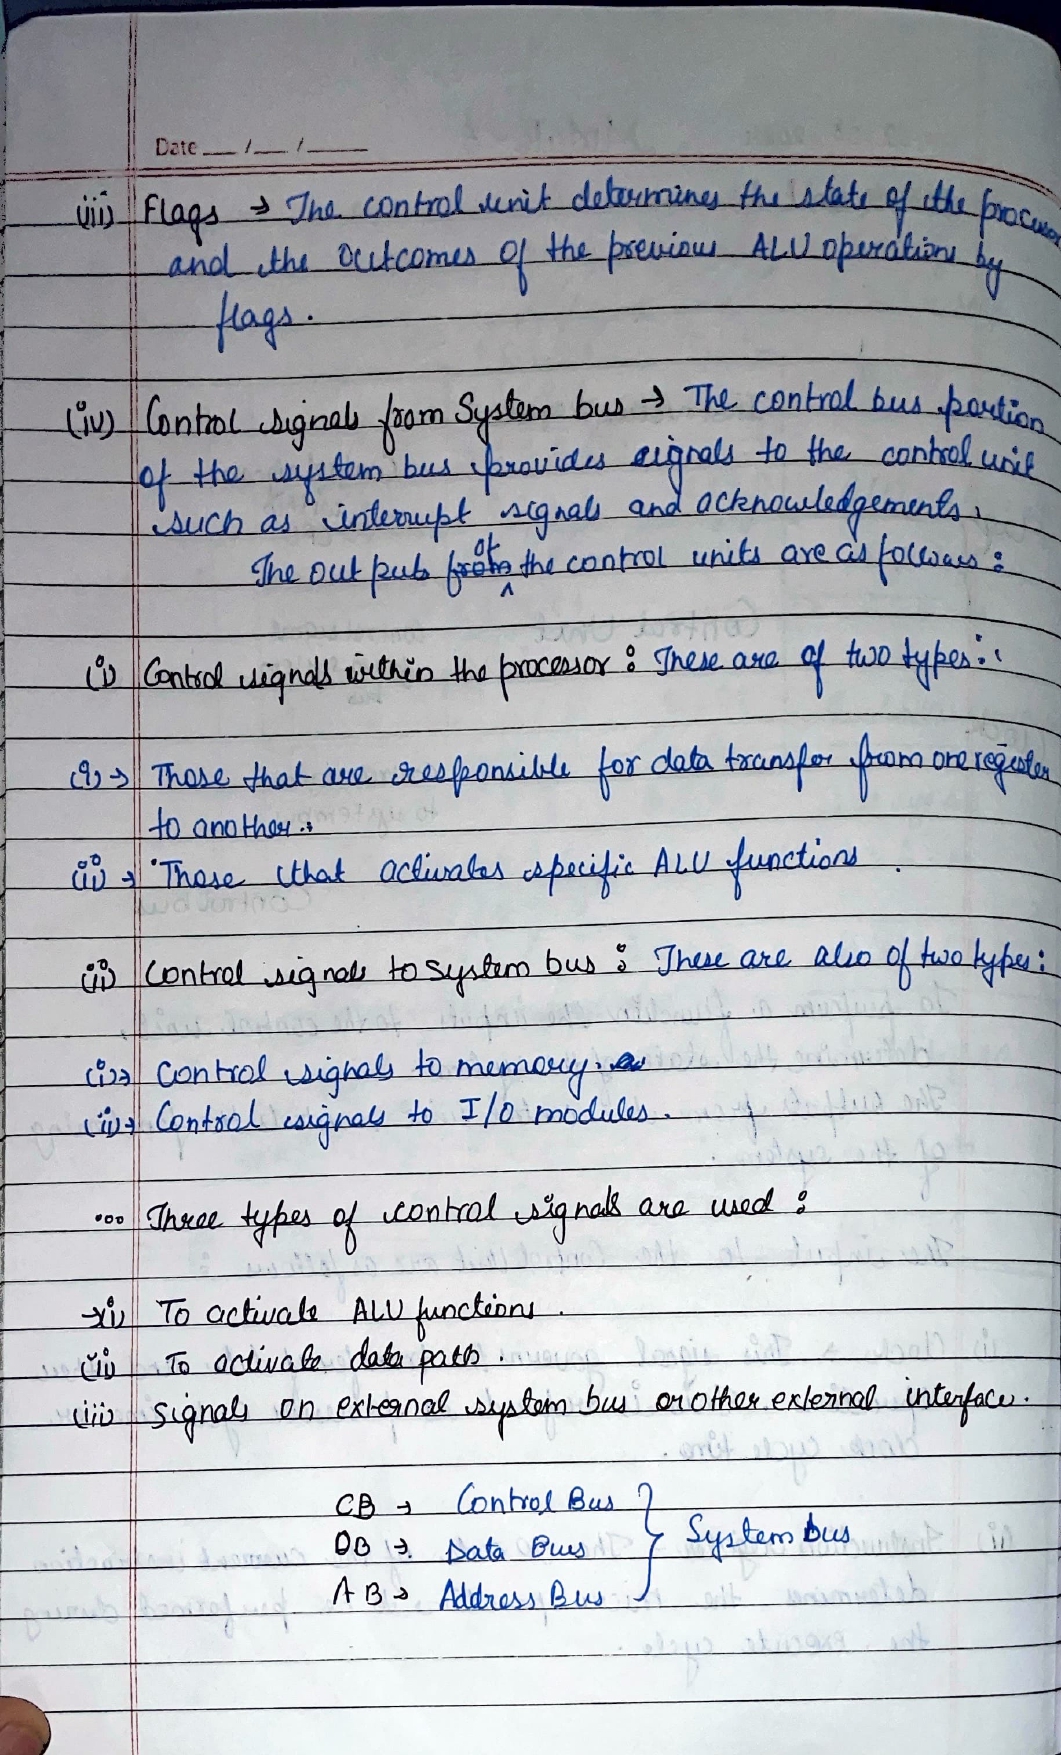 Date __ / __ / ____
(iii) Flags → The control unit determines the state of the
and the outcomes of the previous ALU operations by
flags.
(iv) Control signals from System bus → The control bus portion
of the system bus provides signals to the control unit
such as interrupt signals and acknowledgements.
of
The outputs from the control units are as follows :
(i) Control signals within the processor : These are of two types :
(i) → Those that are responsible for data transfer from one register
to another.
(ii) → Those that activates specific ALU functions .
(ii) Control signals to system bus : These are also of two types :
(i) → Control signals to memory.
(ii) → Control signals to I/O modules.
Three types of control signals are used :
→ i) To activate ALU functions .
(ii) To activate data path .
(iii) signals on external system bus or other external interface.
CB → Control Bus
DB → Data Bus } System bus
AB → Address Bus